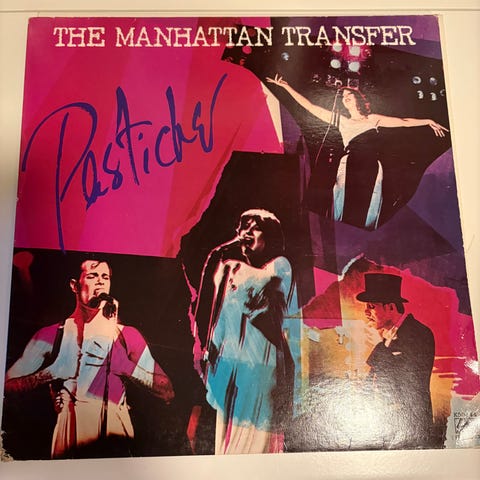 THE MANHATTAN TRANSFER
Pastiche